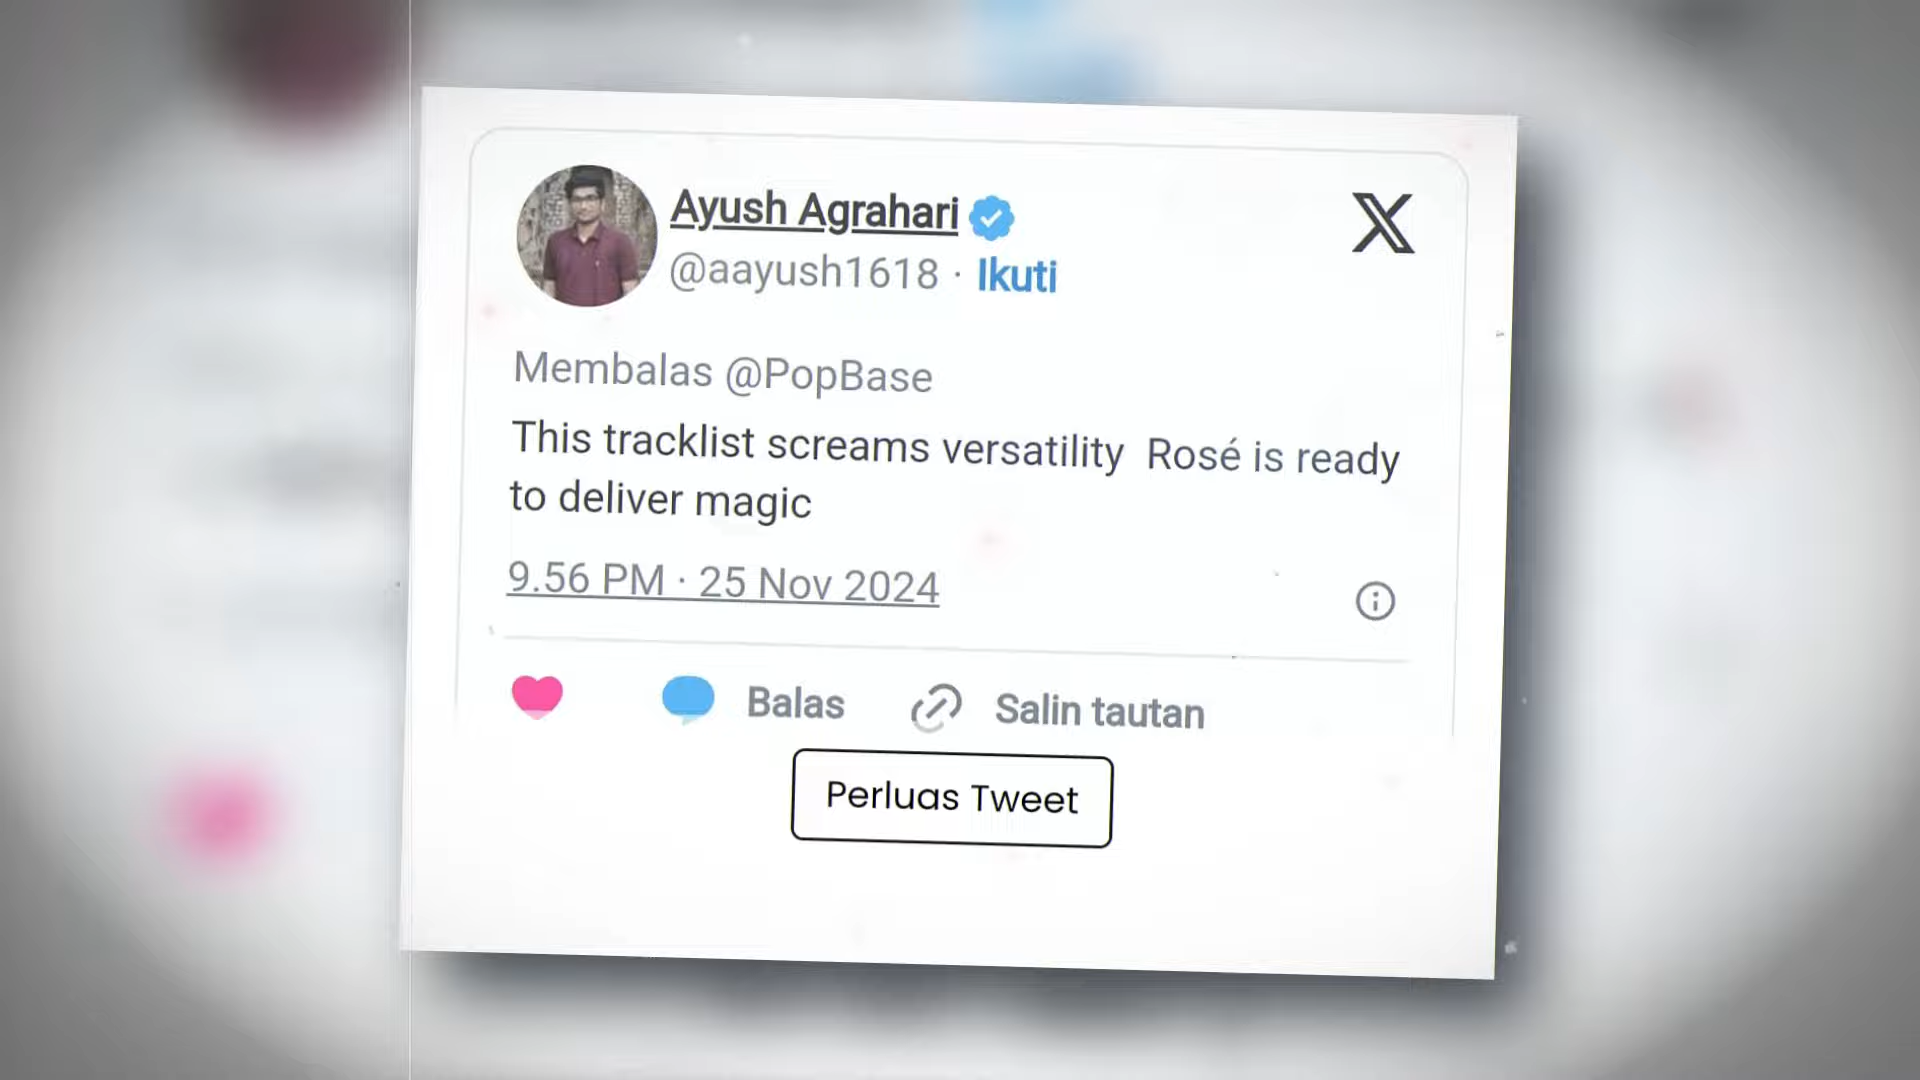 Ayush Agrahari
@aayush1618 · Ikuti
Membalas @PopBase
This tracklist screams versatility Rosé is ready
to deliver magic
9.56 PM · 25 Nov 2024
Balas
Salin tautan
Perluas Tweet